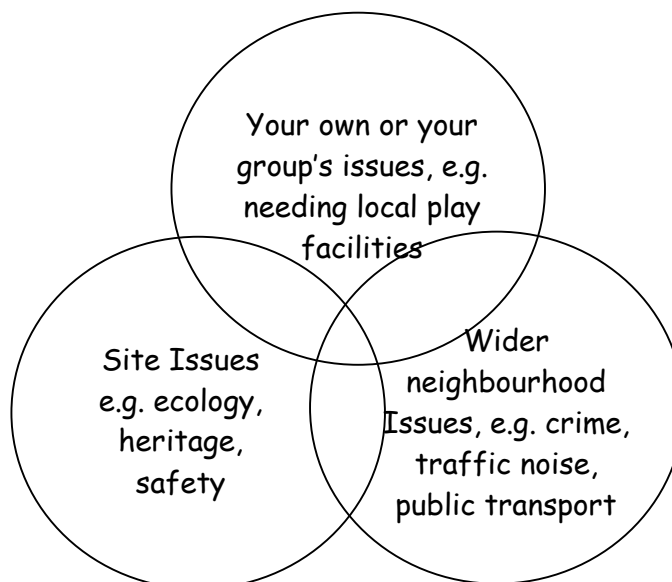 Your own or your
group's issues, e.g.
needing local play
facilities
Site Issues
e.g. ecology,
heritage,
safety
Wider
neighbourhood
Issues, e.g. crime,
traffic noise,
public transport